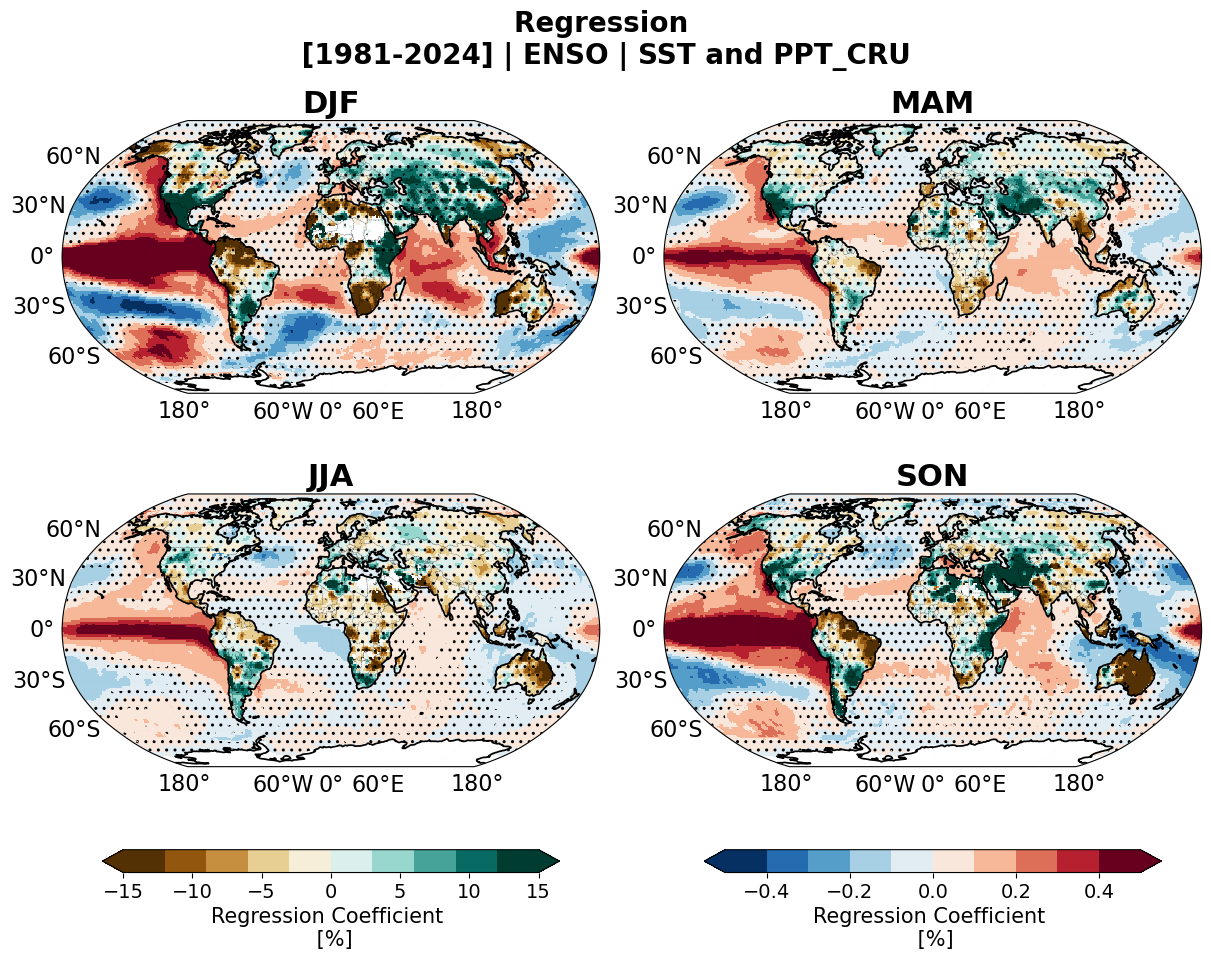 Regression
[1981-2024] | ENSO | SST and PPT_CRU
DJF
MAM
60°N
30°N
0°
30°S
60°S
180°
60°W
0°
60°E
180°
60°N
30°N
0°
30°S
60°S
180°
60°W
0°
60°E
180°
JJA
SON
60°N
30°N
0°
30°S
60°S
180°
60°W
0°
60°E
180°
60°N
30°N
0°
30°S
60°S
180°
60°W
0°
60°E
180°
−15 −10 −5 0 5 10 15
Regression Coefficient
[%]
−0.4 −0.2 0.0 0.2 0.4
Regression Coefficient
[%]